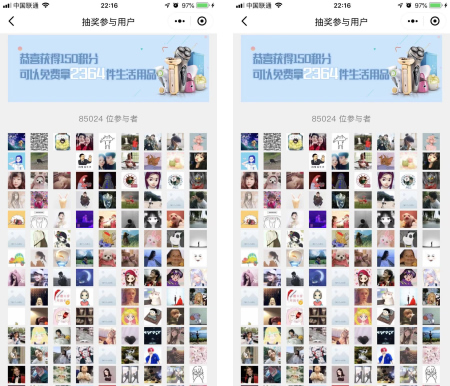 中国联通 22:16 97%
抽奖参与用户
恭喜获得150积分
可以免费拿2364件生活用品
85024 位参与者
中国联通 22:16 97%
抽奖参与用户
恭喜获得150积分
可以免费拿2364件生活用品
85024 位参与者